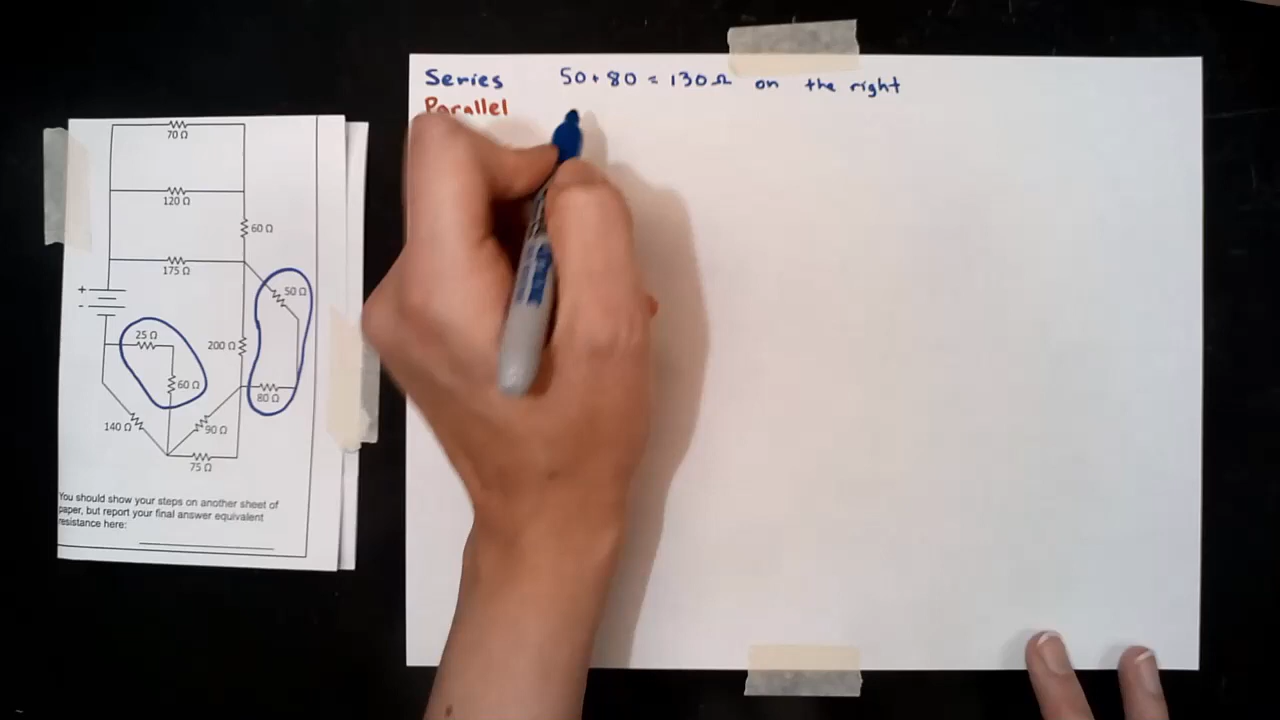 Series 50 + 80 = 130 Ω on the right
Parallel
70 Ω
120 Ω
60 Ω
175 Ω
+
50 Ω
-
25 Ω
200 Ω
60 Ω
80 Ω
140 Ω
90 Ω
75 Ω
You should show your steps on another sheet of
paper, but report your final answer equivalent
resistance here: